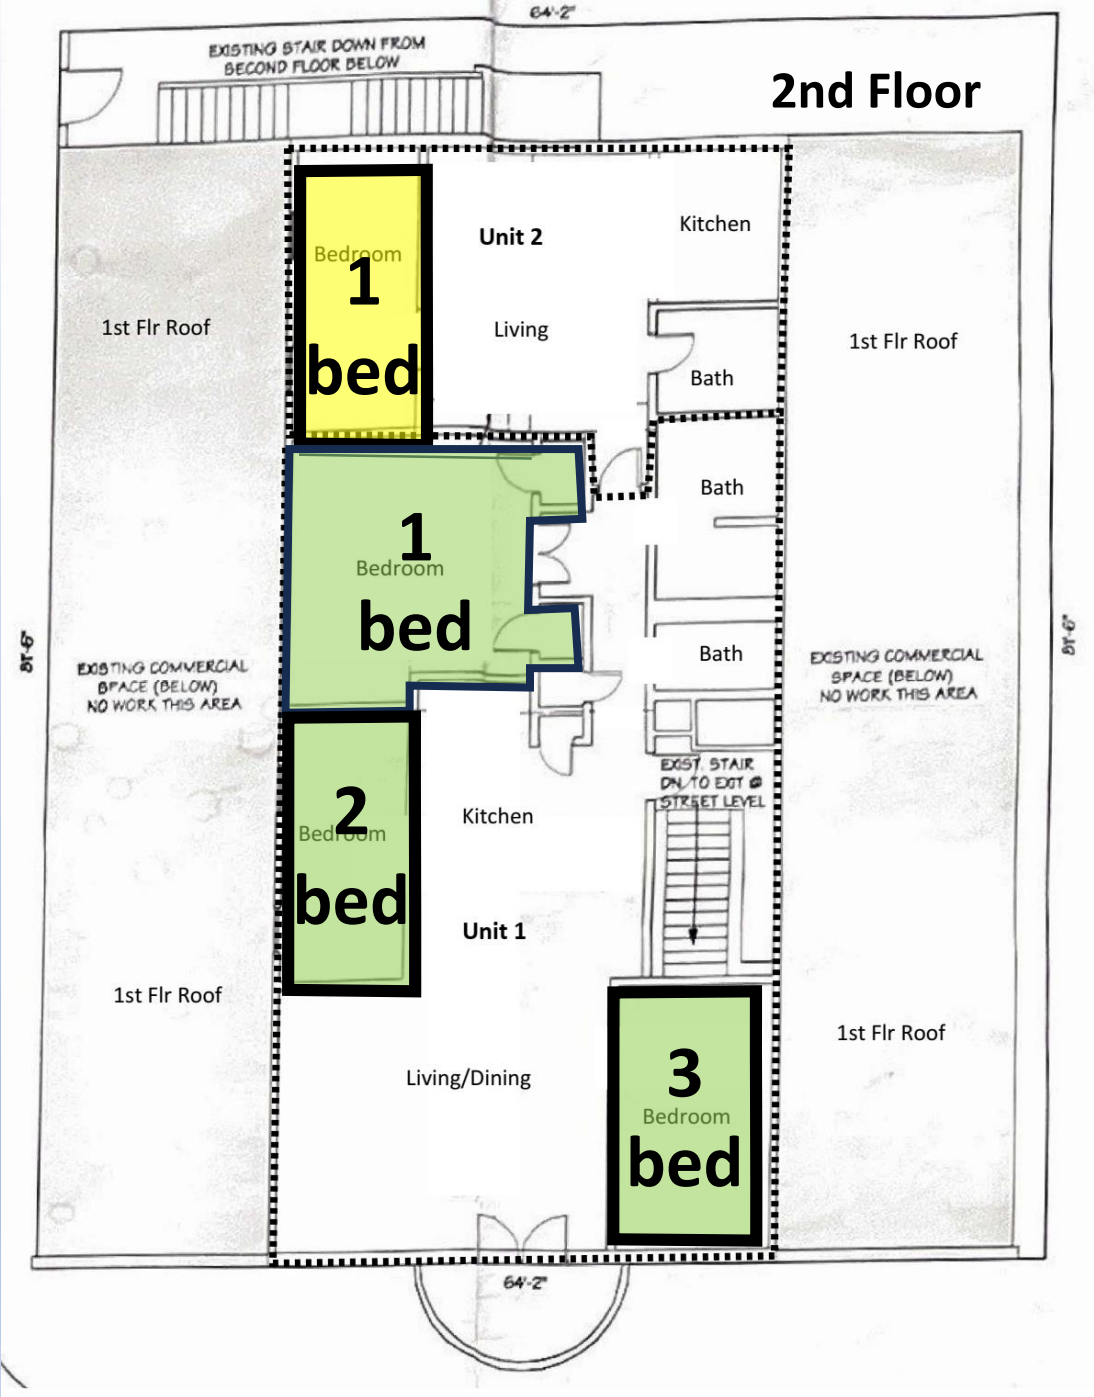 64'-2"
EXISTING STAIR DOWN FROM
SECOND FLOOR BELOW
2nd Floor
Unit 2
Kitchen
Bedroom
1
bed
1st Flr Roof
Living
1st Flr Roof
Bath
Bath
1
Bedroom
bed
81'-6"
81'-6"
Bath
EXISTING COMMERCIAL
SPACE (BELOW)
NO WORK THIS AREA
EXISTING COMMERCIAL
SPACE (BELOW)
NO WORK THIS AREA
EXIST. STAIR
DN. TO EXIT @
STREET LEVEL
2
Bedroom
bed
Kitchen
Unit 1
1st Flr Roof
1st Flr Roof
Living/Dining
3
Bedroom
bed
64'-2"